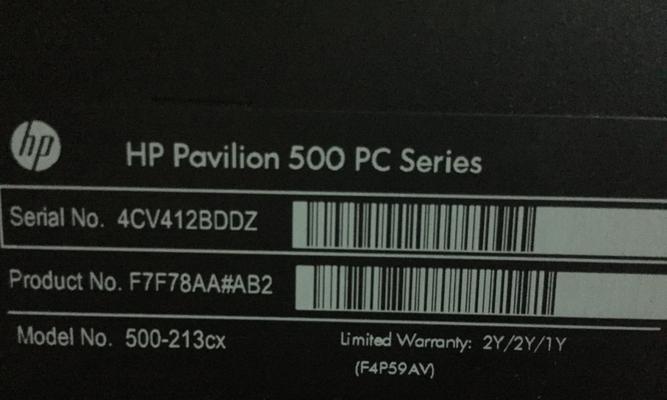 hp
HP Pavilion 500 PC Series
Serial No. 4CV412BDDZ
Product No. F7F78AA#AB2
Model No. 500-213cx
Limited Warranty: 2Y/2Y/1Y
(F4P59AV)